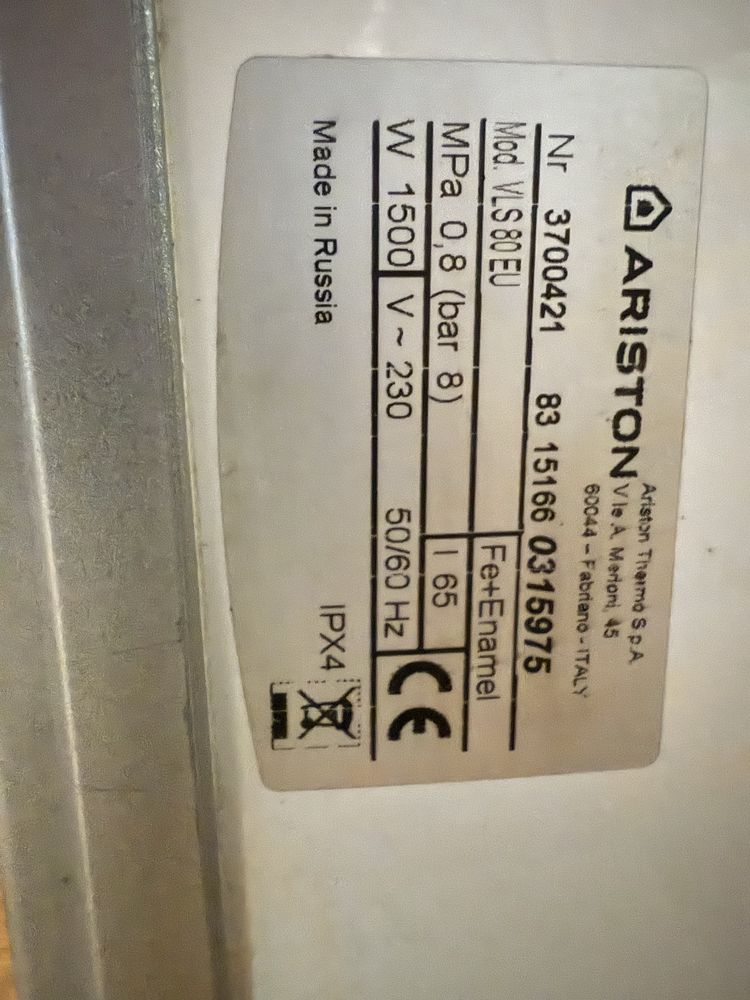 ARISTON
Ariston Thermo S.p.A.
V.le A. Merloni, 45
60044 – Fabriano - ITALY
Nr 3700421 83 15166 0315975
Mod. VLS 80 EU Fe+Enamel
MPa 0,8 (bar 8) l 65
W 1500 V ~ 230 50/60 Hz CE
Made in Russia IPX4